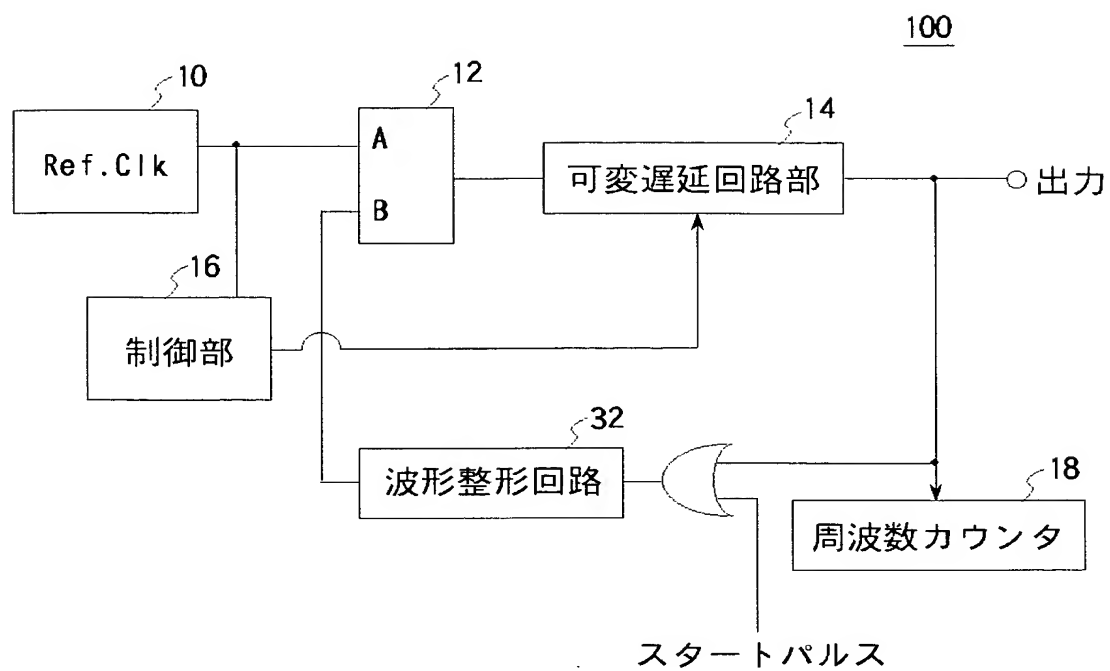 100
10
12
14
Ref.Clk
A
B
可変遅延回路部
出力
16
制御部
32
波形整形回路
18
周波数カウンタ
スタートパルス